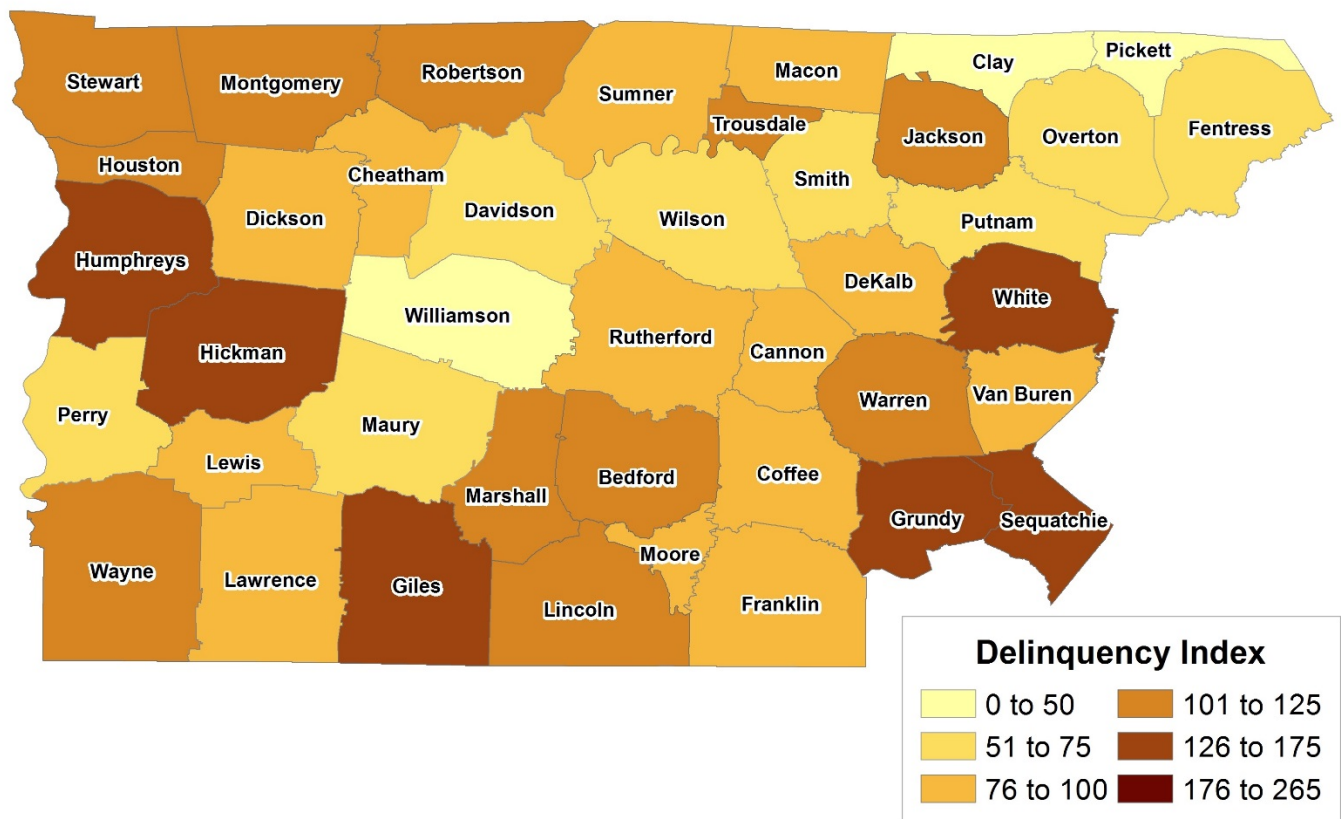 Stewart
Montgomery
Robertson
Sumner
Macon
Clay
Pickett
Fentress
Overton
Jackson
Trousdale
Houston
Cheatham
Smith
Dickson
Davidson
Wilson
Putnam
Humphreys
DeKalb
White
Williamson
Rutherford
Hickman
Cannon
Van Buren
Warren
Perry
Maury
Lewis
Coffee
Bedford
Marshall
Grundy
Sequatchie
Moore
Wayne
Lawrence
Giles
Lincoln
Franklin
Delinquency Index
0 to 50
51 to 75
76 to 100
101 to 125
126 to 175
176 to 265